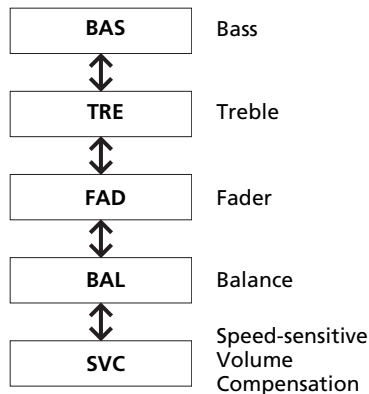 BAS Bass
TRE Treble
FAD Fader
BAL Balance
Speed-sensitive
SVC Volume
Compensation